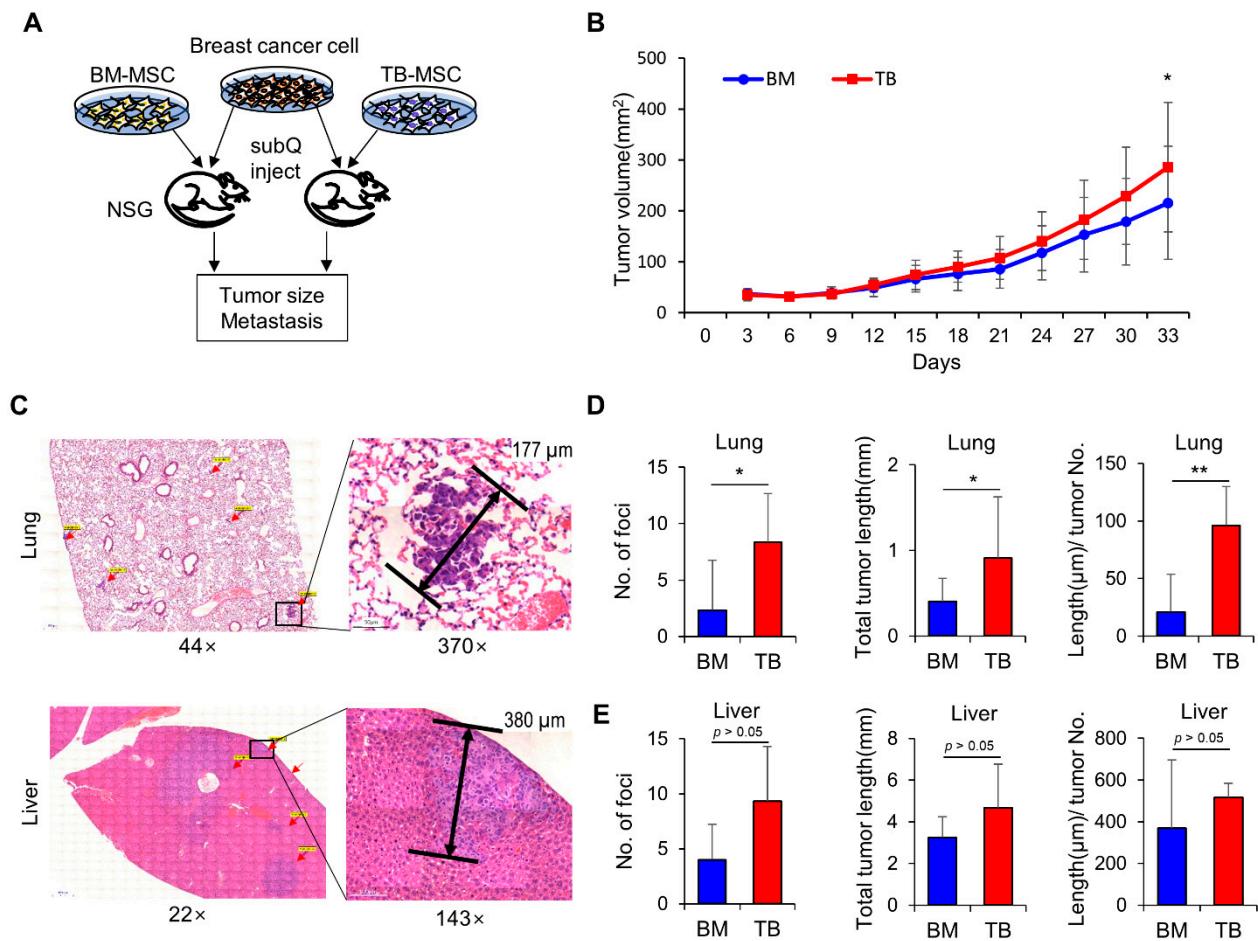 A
Breast cancer cell
BM-MSC
TB-MSC
subQ
inject
NSG
Tumor size
Metastasis
B
BM
TB
*
Tumor volume(mm²)
500
400
300
200
100
0
0 3 6 9 12 15 18 21 24 27 30 33
Days
C
Lung
177 µm
44×
370×
Liver
380 µm
22×
143×
D
Lung
*
No. of foci
15
10
5
0
BM TB
Lung
*
Total tumor length(mm)
2
1
0
BM TB
Lung
**
Length(µm)/ tumor No.
150
100
50
0
BM TB
E
Liver
p > 0.05
No. of foci
15
10
5
0
BM TB
Liver
p > 0.05
Total tumor length(mm)
8
6
4
2
0
BM TB
Liver
p > 0.05
Length(µm)/ tumor No.
800
600
400
200
0
BM TB